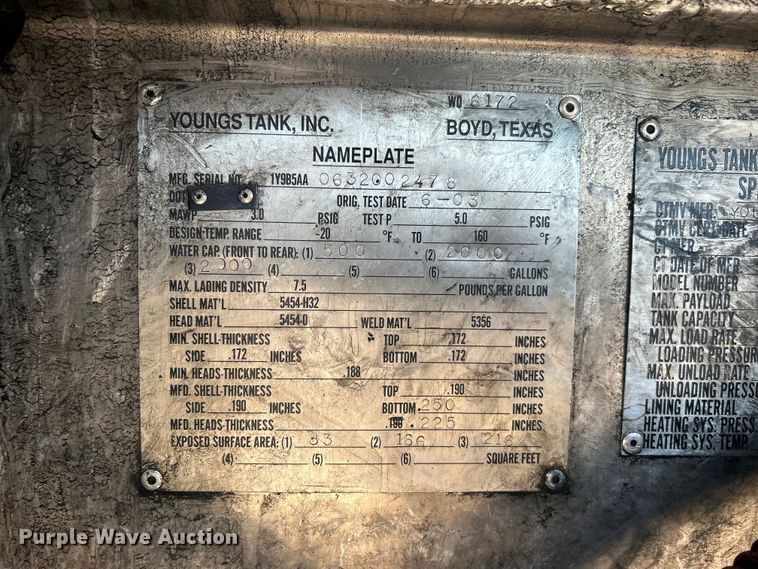 WO 6172
YOUNGS TANK, INC. BOYD, TEXAS
NAMEPLATE
MFG. SERIAL NO. 1Y9B5AA 0632002478
DOT ORIG. TEST DATE 6-03
MAWP 3.0 PSIG TEST P 5.0 PSIG
DESIGN-TEMP RANGE -20 °F TO 160 °F
WATER CAP. (FRONT TO REAR): (1) 500 (2) 2000
(3) 2000 (4) (5) (6) GALLONS
MAX. LADING DENSITY 7.5 POUNDS PER GALLON
SHELL MAT'L 5454-H32
HEAD MAT'L 5454-0 WELD MAT'L 5356
MIN. SHELL-THICKNESS TOP .172 INCHES
SIDE .172 INCHES BOTTOM .172 INCHES
MIN. HEADS-THICKNESS .188 INCHES
MFD. SHELL-THICKNESS TOP .190 INCHES
SIDE .190 INCHES BOTTOM .250 INCHES
MFD. HEADS-THICKNESS .190 .225 INCHES
EXPOSED SURFACE AREA: (1) 83 (2) 166 (3) 216
(4) (5) (6) SQUARE FEET
YOUNGS TANK
SP
CTMV MFR.
CTMV CERT. DATE
CT MFR.
CT DATE OF MFR.
MODEL NUMBER
MAX. PAYLOAD
TANK CAPACITY
MAX. LOAD RATE
LOADING PRESSU
MAX. UNLOAD RATE
UNLOADING PRESSU
LINING MATERIAL
HEATING SYS. PRESS.
HEATING SYS. TEMP.
Purple Wave Auction